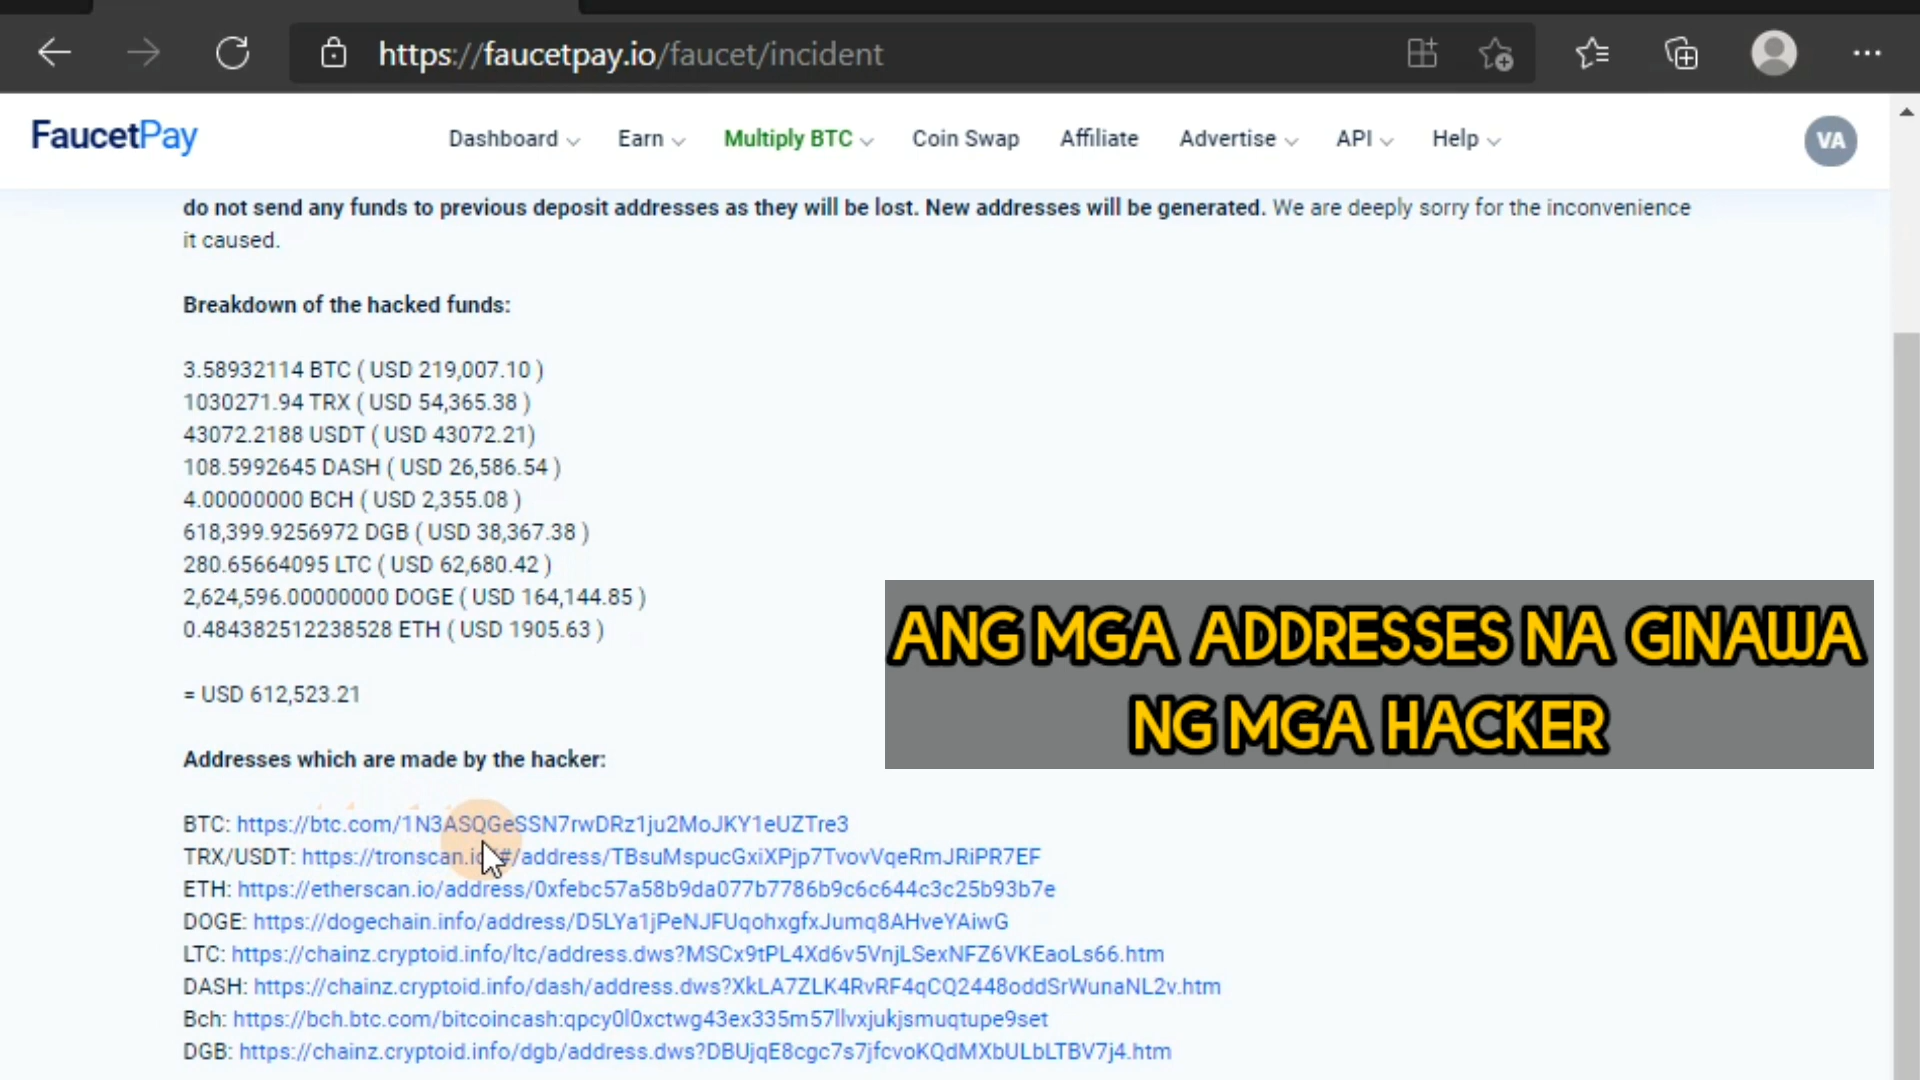 https://faucetpay.io/faucet/incident
FaucetPay
Dashboard Earn Multiply BTC Coin Swap Affiliate Advertise API Help VA
do not send any funds to previous deposit addresses as they will be lost. New addresses will be generated. We are deeply sorry for the inconvenience
it caused.
Breakdown of the hacked funds:
3.58932114 BTC ( USD 219,007.10 )
1030271.94 TRX ( USD 54,365.38 )
43072.2188 USDT ( USD 43072.21)
108.5992645 DASH ( USD 26,586.54 )
4.00000000 BCH ( USD 2,355.08 )
618,399.9256972 DGB ( USD 38,367.38 )
280.65664095 LTC ( USD 62,680.42 )
2,624,596.00000000 DOGE ( USD 164,144.85 )
0.484382512238528 ETH ( USD 1905.63 )
= USD 612,523.21
ANG MGA ADDRESSES NA GINAWA
NG MGA HACKER
Addresses which are made by the hacker:
BTC: https://btc.com/1N3ASQGeSSN7rwDRz1ju2MoJKY1eUZTre3
TRX/USDT: https://tronscan.io/#/address/TBsuMspucGxiXPjp7TvovVqeRmJRiPR7EF
ETH: https://etherscan.io/address/0xfebc57a58b9da077b7786b9c6c644c3c25b93b7e
DOGE: https://dogechain.info/address/D5LYa1jPeNJFUqohxgfxJumq8AHveYAiwG
LTC: https://chainz.cryptoid.info/ltc/address.dws?MSCx9tPL4Xd6v5VnjLSexNFZ6VKEaoLs66.htm
DASH: https://chainz.cryptoid.info/dash/address.dws?XkLA7ZLK4RvRF4qCQ2448oddSrWunaNL2v.htm
Bch: https://bch.btc.com/bitcoincash:qpcy0l0xctwg43ex335m57llvxjukjsmuqtupe9set
DGB: https://chainz.cryptoid.info/dgb/address.dws?DBUjqE8cgc7s7jfcvoKQdMXbULbLTBV7j4.htm